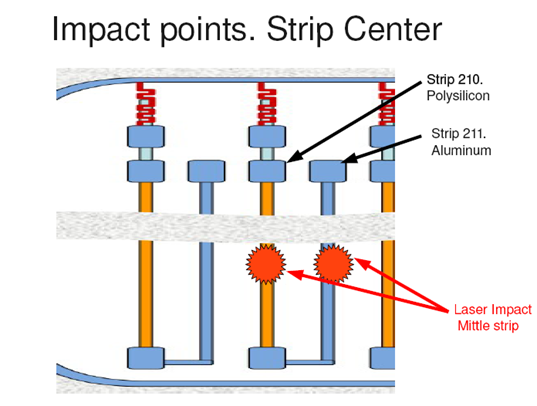 Impact points. Strip Center
Strip 210.
Polysilicon
Strip 211.
Aluminum
Laser Impact
Mittle strip